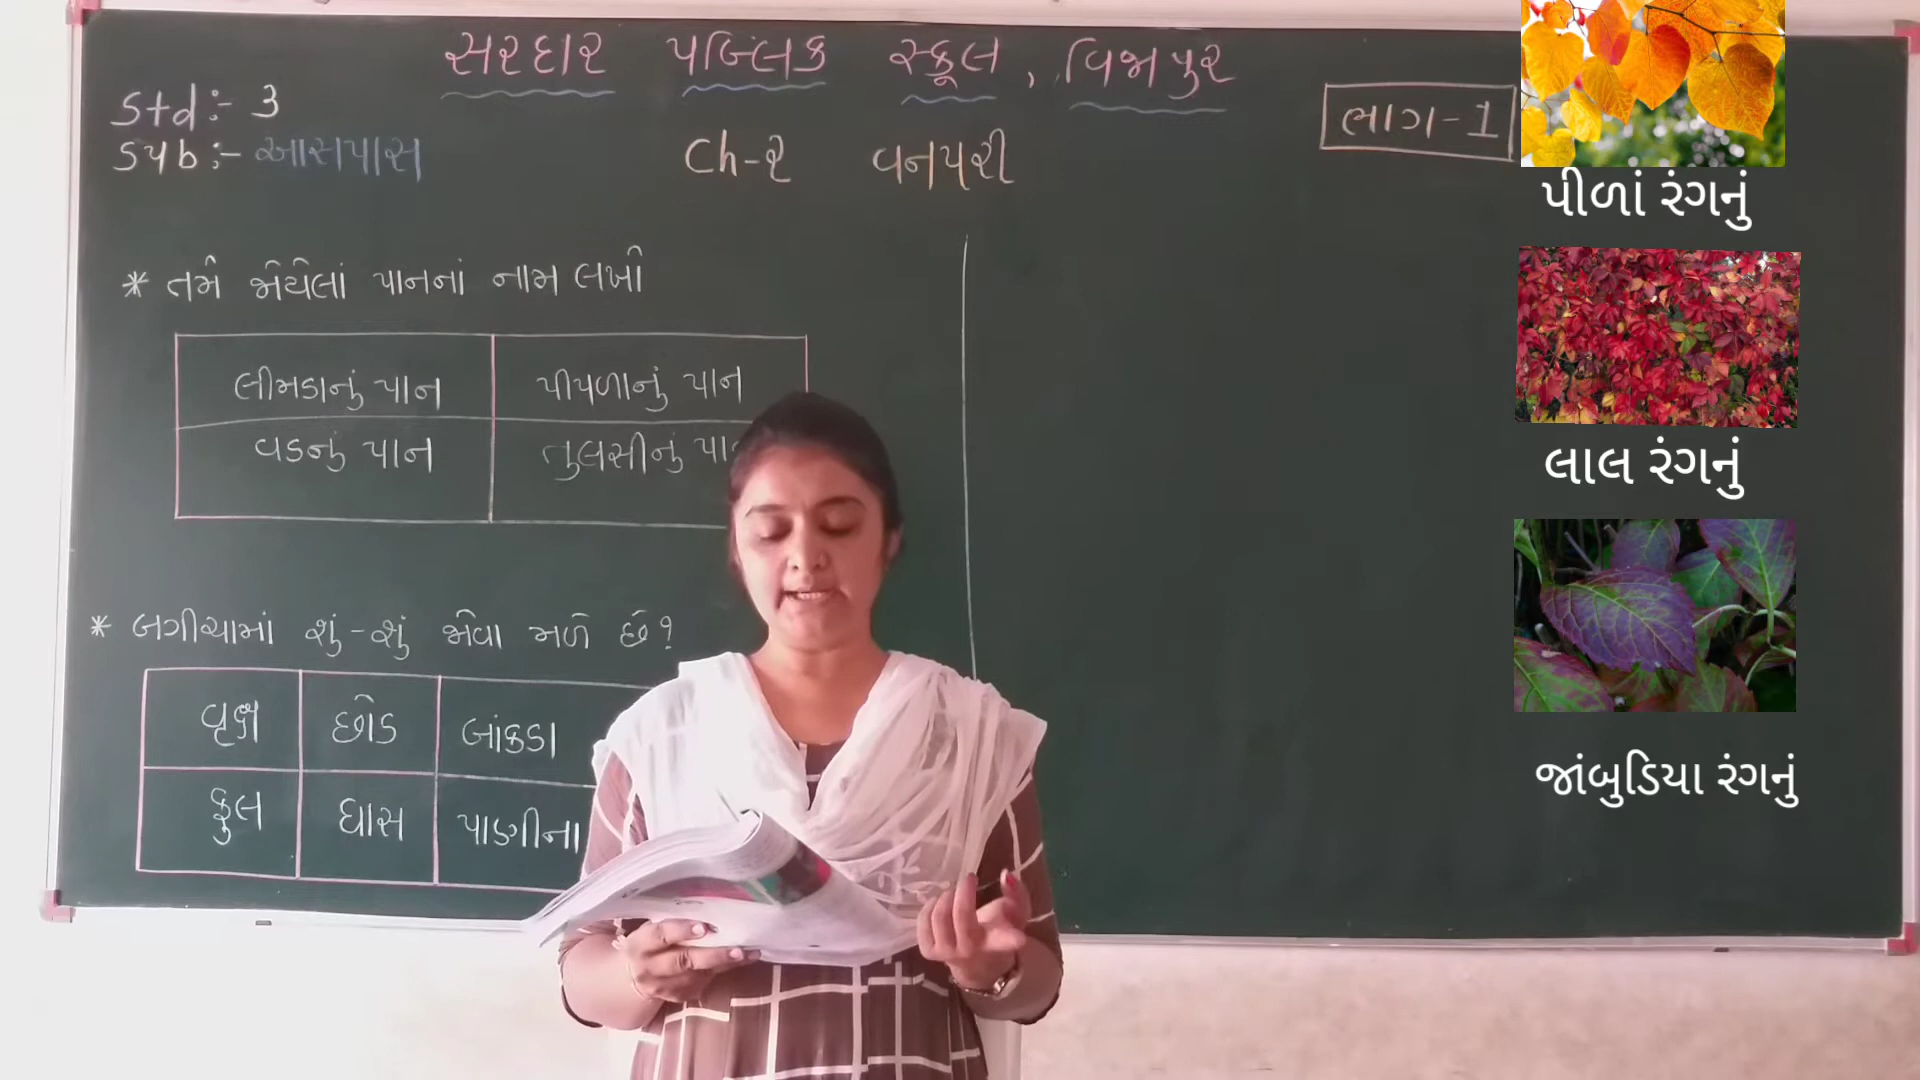 સરદાર પબ્લિક સ્કૂલ, વિજાપુર
Std:- 3
Sub:- આસપાસ
Ch-૨ વનપરી
ભાગ-1
* તમે જોયેલાં પાનનાં નામ લખો
લીમડાનું પાન પીપળાનું પાન
વડનું પાન તુલસીનું પા
* બગીચામાં શું-શું જોવા મળે છે?
વૃક્ષ છોડ બાંકડા
ફુલ ઘાસ પાણીના
પીળાં રંગનું
લાલ રંગનું
જાંબુડિયા રંગનું